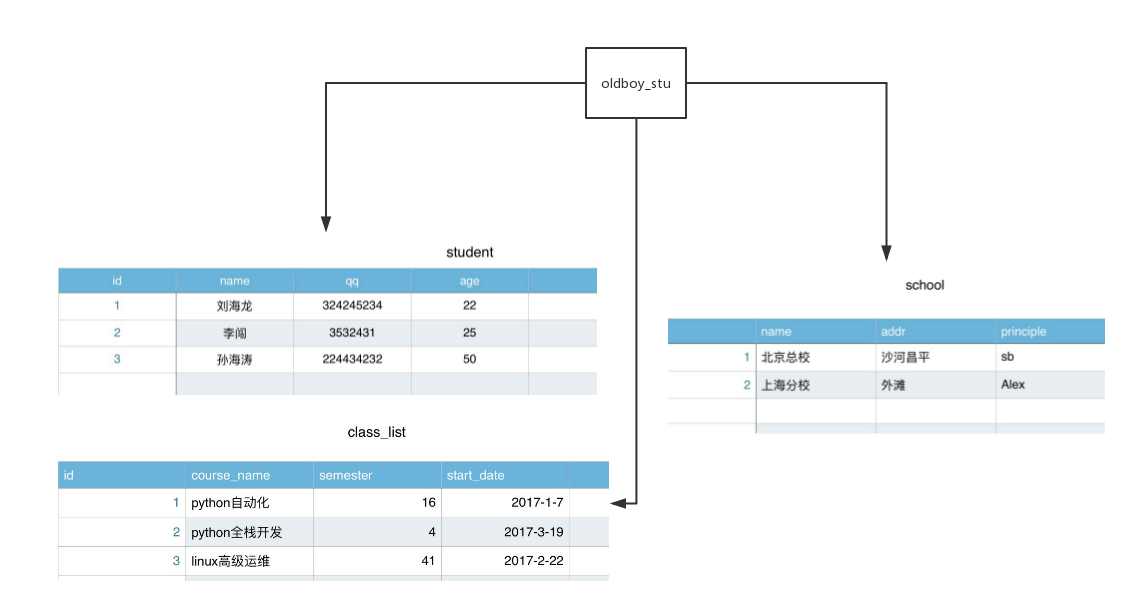 oldboy_stu
student
id name qq age
1 刘海龙 324245234 22
2 李闯 3532431 25
3 孙海涛 224434232 50
school
name addr principle
1 北京总校 沙河昌平 sb
2 上海分校 外滩 Alex
class_list
id course_name semester start_date
1 python自动化 16 2017-1-7
2 python全栈开发 4 2017-3-19
3 linux高级运维 41 2017-2-22